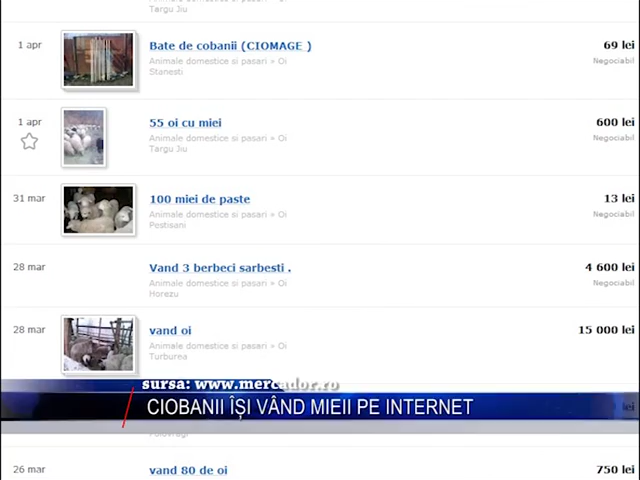 Targu Jiu
1 apr
Bate de cobanii (CIOMAGE )
69 lei
Animale domestice si pasari » Oi
Negociabil
Stanesti
1 apr
55 oi cu miei
600 lei
Animale domestice si pasari » Oi
Negociabil
Targu Jiu
31 mar
100 miei de paste
13 lei
Animale domestice si pasari » Oi
Negociabil
Pestisani
28 mar
Vand 3 berbeci sarbesti .
4 600 lei
Animale domestice si pasari » Oi
Negociabil
Horezu
28 mar
vand oi
15 000 lei
Animale domestice si pasari » Oi
Turburea
sursa: www.mercador.ro
CIOBANII ÎȘI VÂND MIEII PE INTERNET
lei
26 mar
vand 80 de oi
750 lei